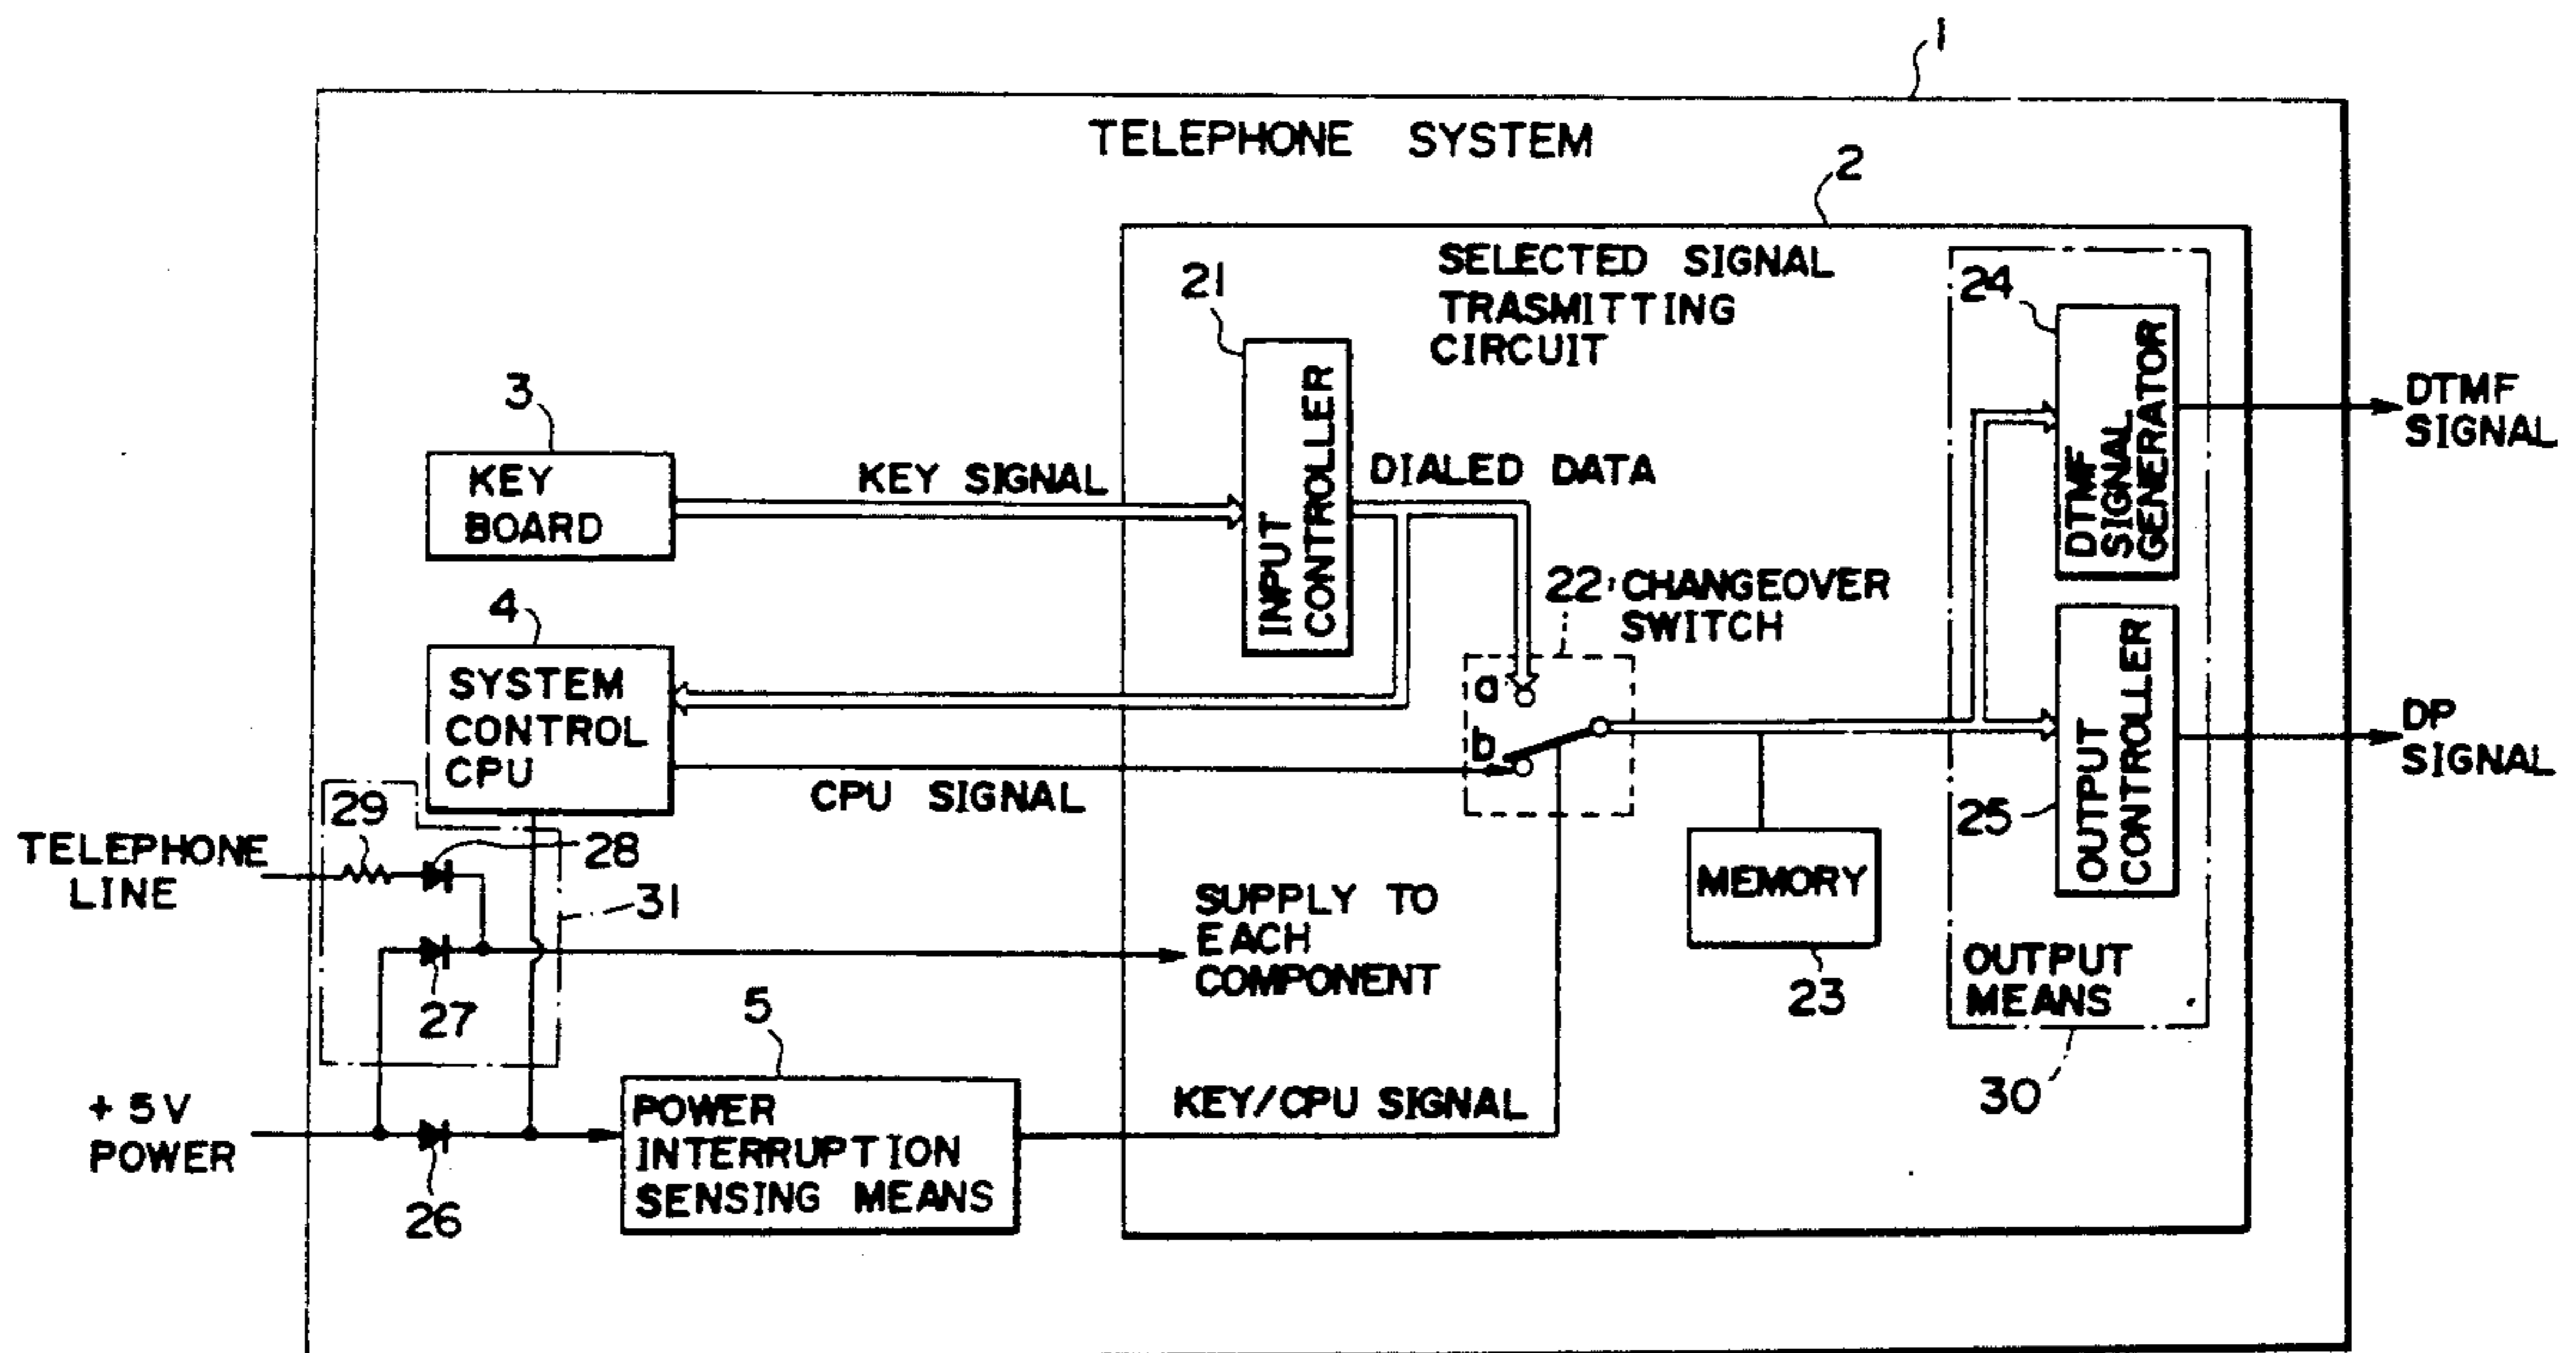 1
TELEPHONE SYSTEM
2
SELECTED SIGNAL
TRASMITTING
CIRCUIT
21
INPUT
CONTROLLER
24
DTMF
SIGNAL
GENERATOR
DTMF
SIGNAL
3
KEY
BOARD
KEY SIGNAL
DIALED DATA
22
CHANGEOVER
SWITCH
4
SYSTEM
CONTROL
CPU
a
b
CPU SIGNAL
OUTPUT
CONTROLLER
25
DP
SIGNAL
29
28
TELEPHONE
LINE
31
MEMORY
23
SUPPLY TO
EACH
COMPONENT
27
OUTPUT
MEANS
30
5
+5V
POWER
POWER
INTERRUPTION
SENSING MEANS
KEY/CPU SIGNAL
26